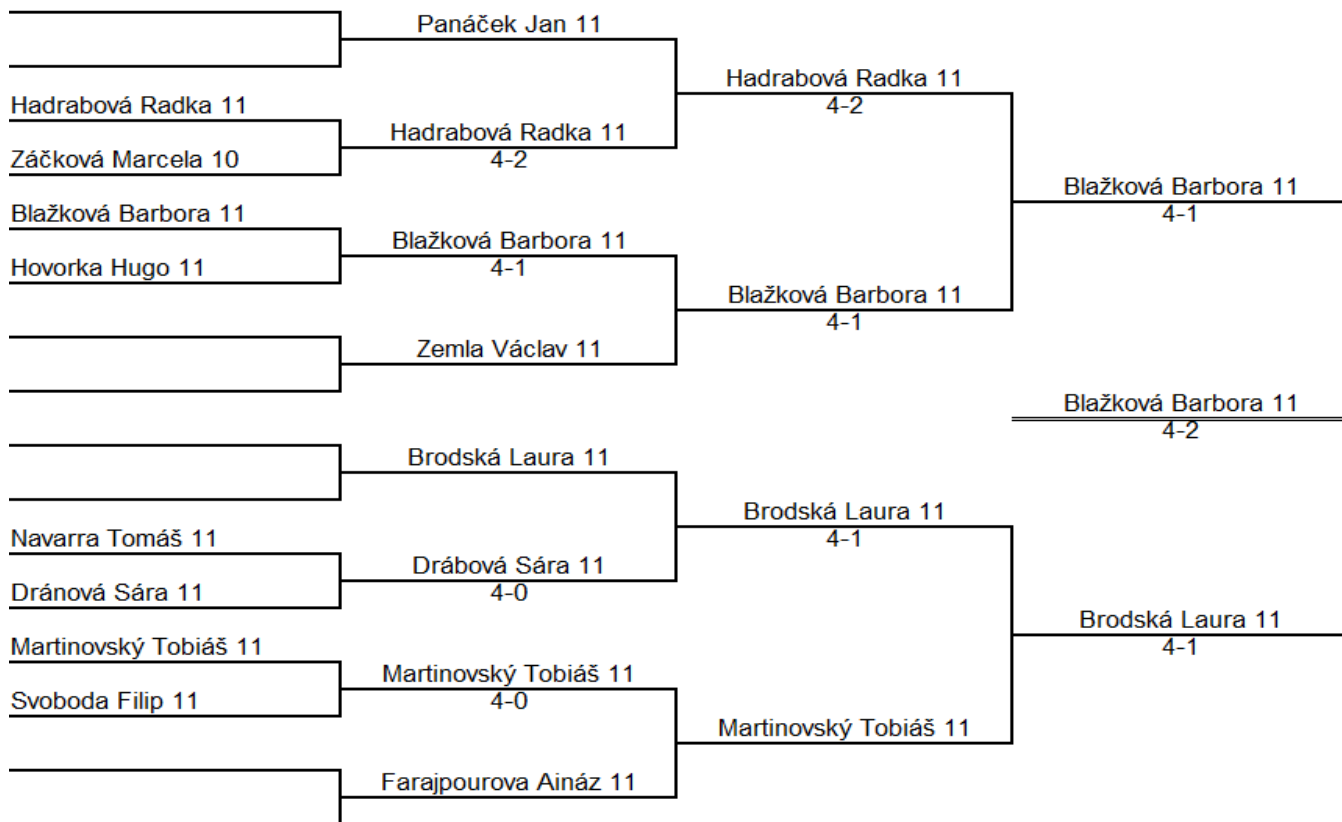 Panáček Jan 11
Hadrabová Radka 11
4-2
Hadrabová Radka 11
Záčková Marcela 10
Hadrabová Radka 11
4-2
Blažková Barbora 11
4-1
Blažková Barbora 11
Hovorka Hugo 11
Blažková Barbora 11
4-1
Blažková Barbora 11
4-1
Zemla Václav 11
Blažková Barbora 11
4-2
Brodská Laura 11
Brodská Laura 11
4-1
Navarra Tomáš 11
Dránová Sára 11
Drábová Sára 11
4-0
Brodská Laura 11
4-1
Martinovský Tobiáš 11
Svoboda Filip 11
Martinovský Tobiáš 11
4-0
Martinovský Tobiáš 11
Farajpourova Aináz 11